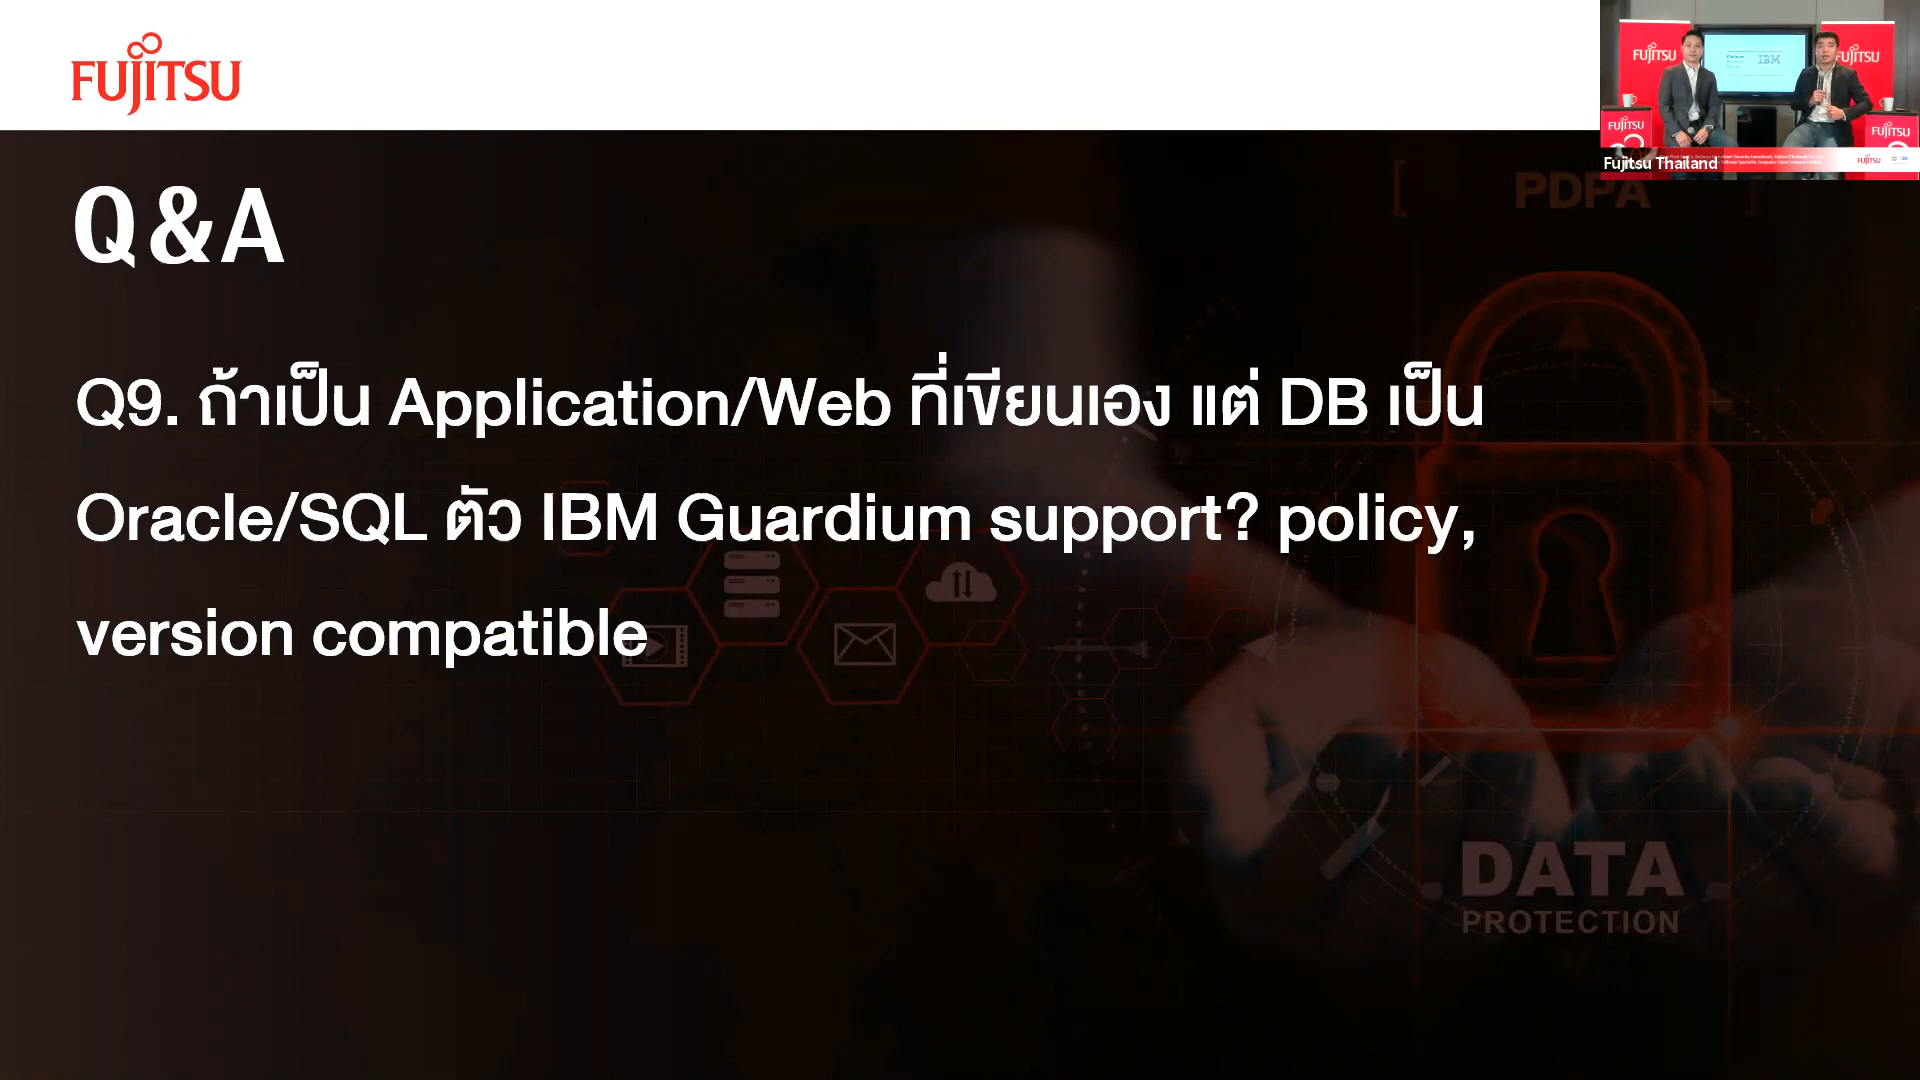 FUJITSU
Q&A
Q9. ถ้าเป็น Application/Web ที่เขียนเอง แต่ DB เป็น
Oracle/SQL ตัว IBM Guardium support? policy,
version compatible
PDPA
DATA
PROTECTION
FUJITSU
IBM
FUJITSU
FUJITSU
FUJITSU
Fujitsu Thailand
FUJITSU